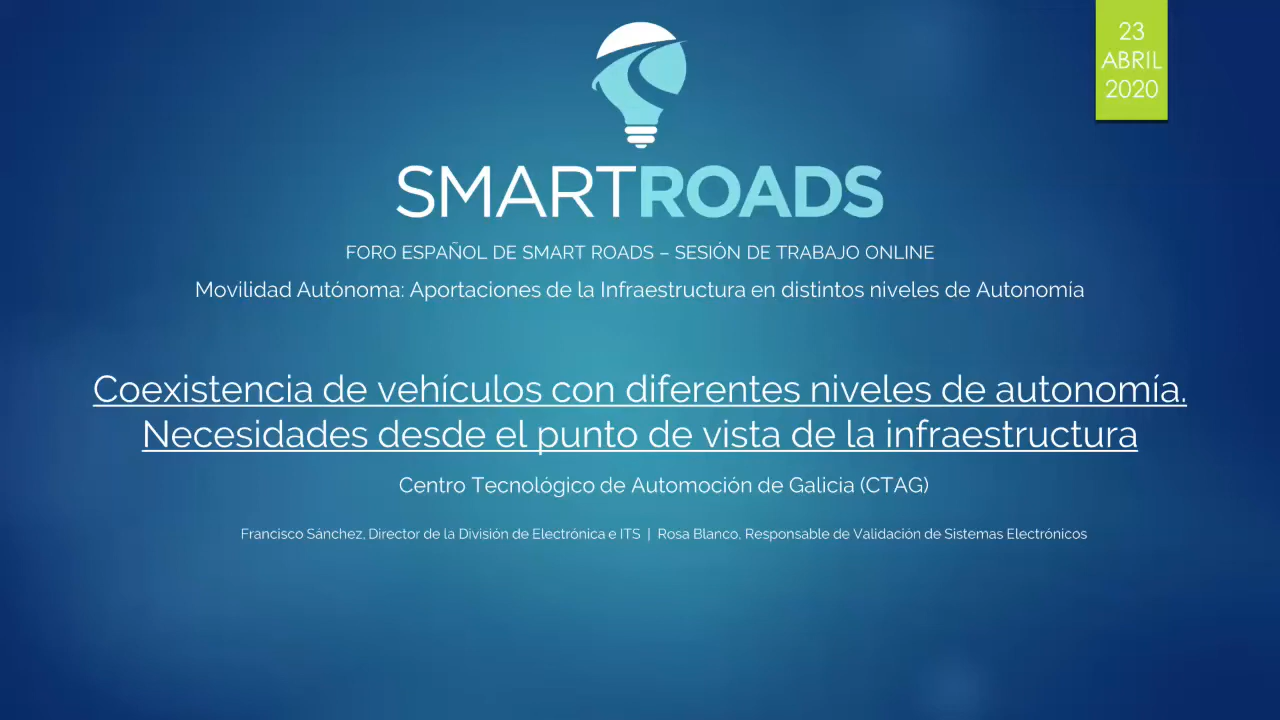 23
ABRIL
2020
SMARTROADS
FORO ESPAÑOL DE SMART ROADS – SESIÓN DE TRABAJO ONLINE
Movilidad Autónoma: Aportaciones de la Infraestructura en distintos niveles de Autonomía
Coexistencia de vehículos con diferentes niveles de autonomía.
Necesidades desde el punto de vista de la infraestructura
Centro Tecnológico de Automoción de Galicia (CTAG)
Francisco Sánchez, Director de la División de Electrónica e ITS | Rosa Blanco, Responsable de Validación de Sistemas Electrónicos